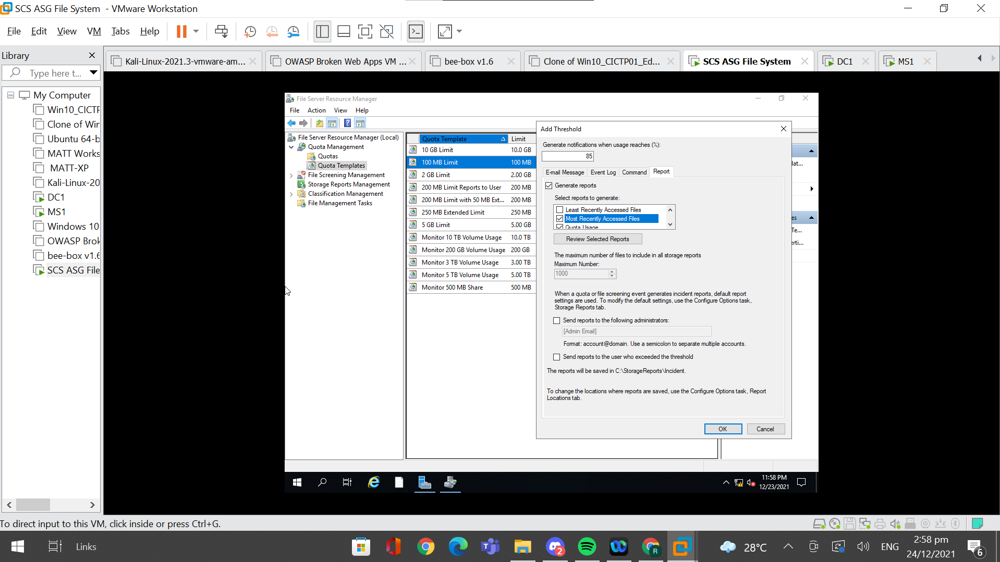 SCS ASG File System - VMware Workstation
File Edit View VM Tabs Help
Library
Type here t...
My Computer
Win10_CICTP
Clone of Wir
Ubuntu 64-b
MATT Works
MATT-XP
Kali-Linux-20
DC1
MS1
Windows 10
OWASP Brok
bee-box v1.6
SCS ASG File
Kali-Linux-2021.3-vmware-am...
OWASP Broken Web Apps VM ...
bee-box v1.6
Clone of Win10_CICTP01_Ed...
SCS ASG File System
DC1
MS1
File Server Resource Manager
File Action View Help
File Server Resource Manager (Local)
Quota Management
Quotas
Quota Templates
File Screening Management
Storage Reports Management
Classification Management
File Management Tasks
Quota Template Limit
10 GB Limit 10.0 GB
100 MB Limit 100 MB
2 GB Limit 2.00 GB
200 MB Limit Reports to User 200 MB
200 MB Limit with 50 MB Ext... 200 MB
250 MB Extended Limit 250 MB
5 GB Limit 5.00 GB
Monitor 10 TB Volume Usage 10.0 TB
Monitor 200 GB Volume Usage 200 GB
Monitor 3 TB Volume Usage 3.00 TB
Monitor 5 TB Volume Usage 5.00 TB
Monitor 500 MB Share 500 MB
Add Threshold
Generate notifications when usage reaches (%):
85
E-mail Message Event Log Command Report
Generate reports
Select reports to generate:
Least Recently Accessed Files
Most Recently Accessed Files
Quota Usage
Review Selected Reports
The maximum number of files to include in all storage reports
Maximum Number:
1000
When a quota or file screening event generates incident reports, default report
settings are used. To modify the default settings, use the Configure Options task,
Storage Reports tab.
Send reports to the following administrators:
[Admin Email]
Format: account@domain. Use a semicolon to separate multiple accounts.
Send reports to the user who exceeded the threshold
The reports will be saved in C:\StorageReports\Incident.
To change the locations where reports are saved, use the Configure Options task, Report
Locations tab.
OK Cancel
lat...
es
Te...
erti...
11:58 PM
12/23/2021
To direct input to this VM, click inside or press Ctrl+G.
Links
2
R
28°C
ENG
2:58 pm
24/12/2021
6